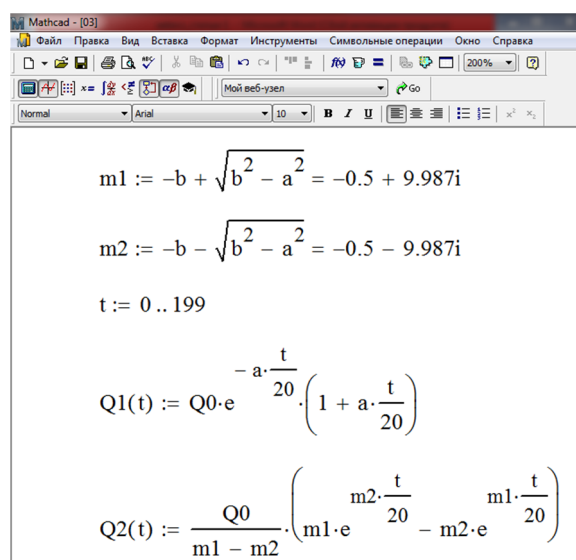 Mathcad - [03]
Файл Правка Вид Вставка Формат Инструменты Символьные операции Окно Справка
200%
Мой веб-узел Go
Normal Arial 10 B I U
m1 := −b + √(b² − a²) = −0.5 + 9.987i
m2 := −b − √(b² − a²) = −0.5 − 9.987i
t := 0 .. 199
Q1(t) := Q0·e^(−a·t/20)·(1 + a·t/20)
Q2(t) := Q0/(m1 − m2)·(m1·e^(m2·t/20) − m2·e^(m1·t/20))